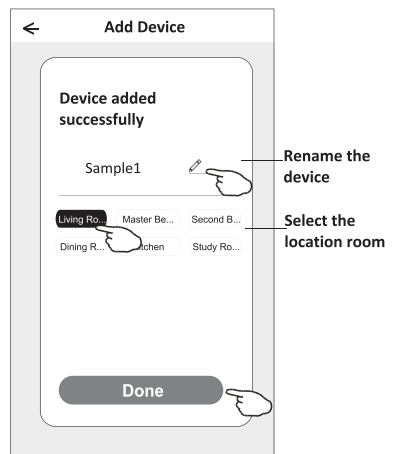 Add Device
Device added
successfully
Sample1
Rename the
device
Living Ro... Master Be... Second B...
Select the
location room
Dining R... Study Ro...
Done